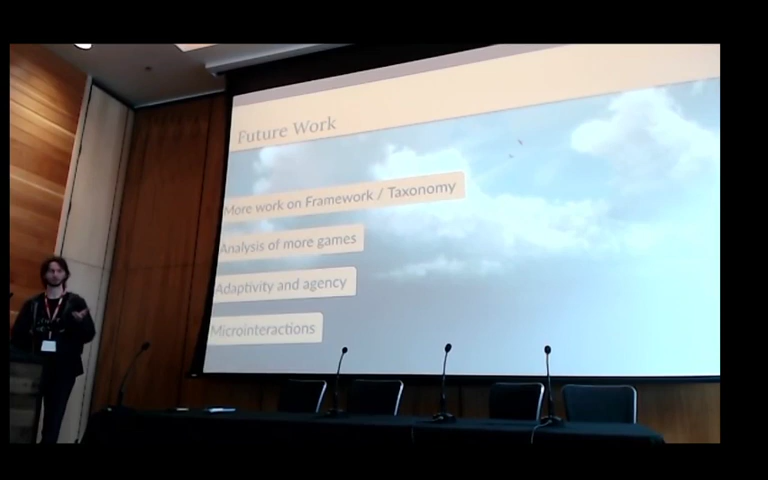 Future Work
More work on Framework / Taxonomy
Analysis of more games
Adaptivity and agency
Microinteractions